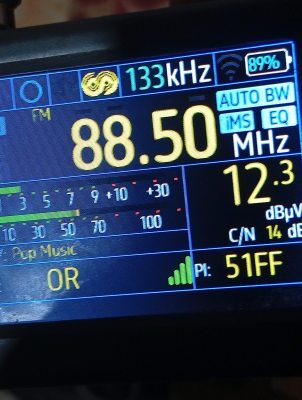 133kHz 89%
FM AUTO BW
88.50 iMS EQ
MHz
3 5 7 9 +10 +30 12.3
dBµV
10 30 50 70 100 C/N 14 dB
Pop Music
OR PI: 51FF